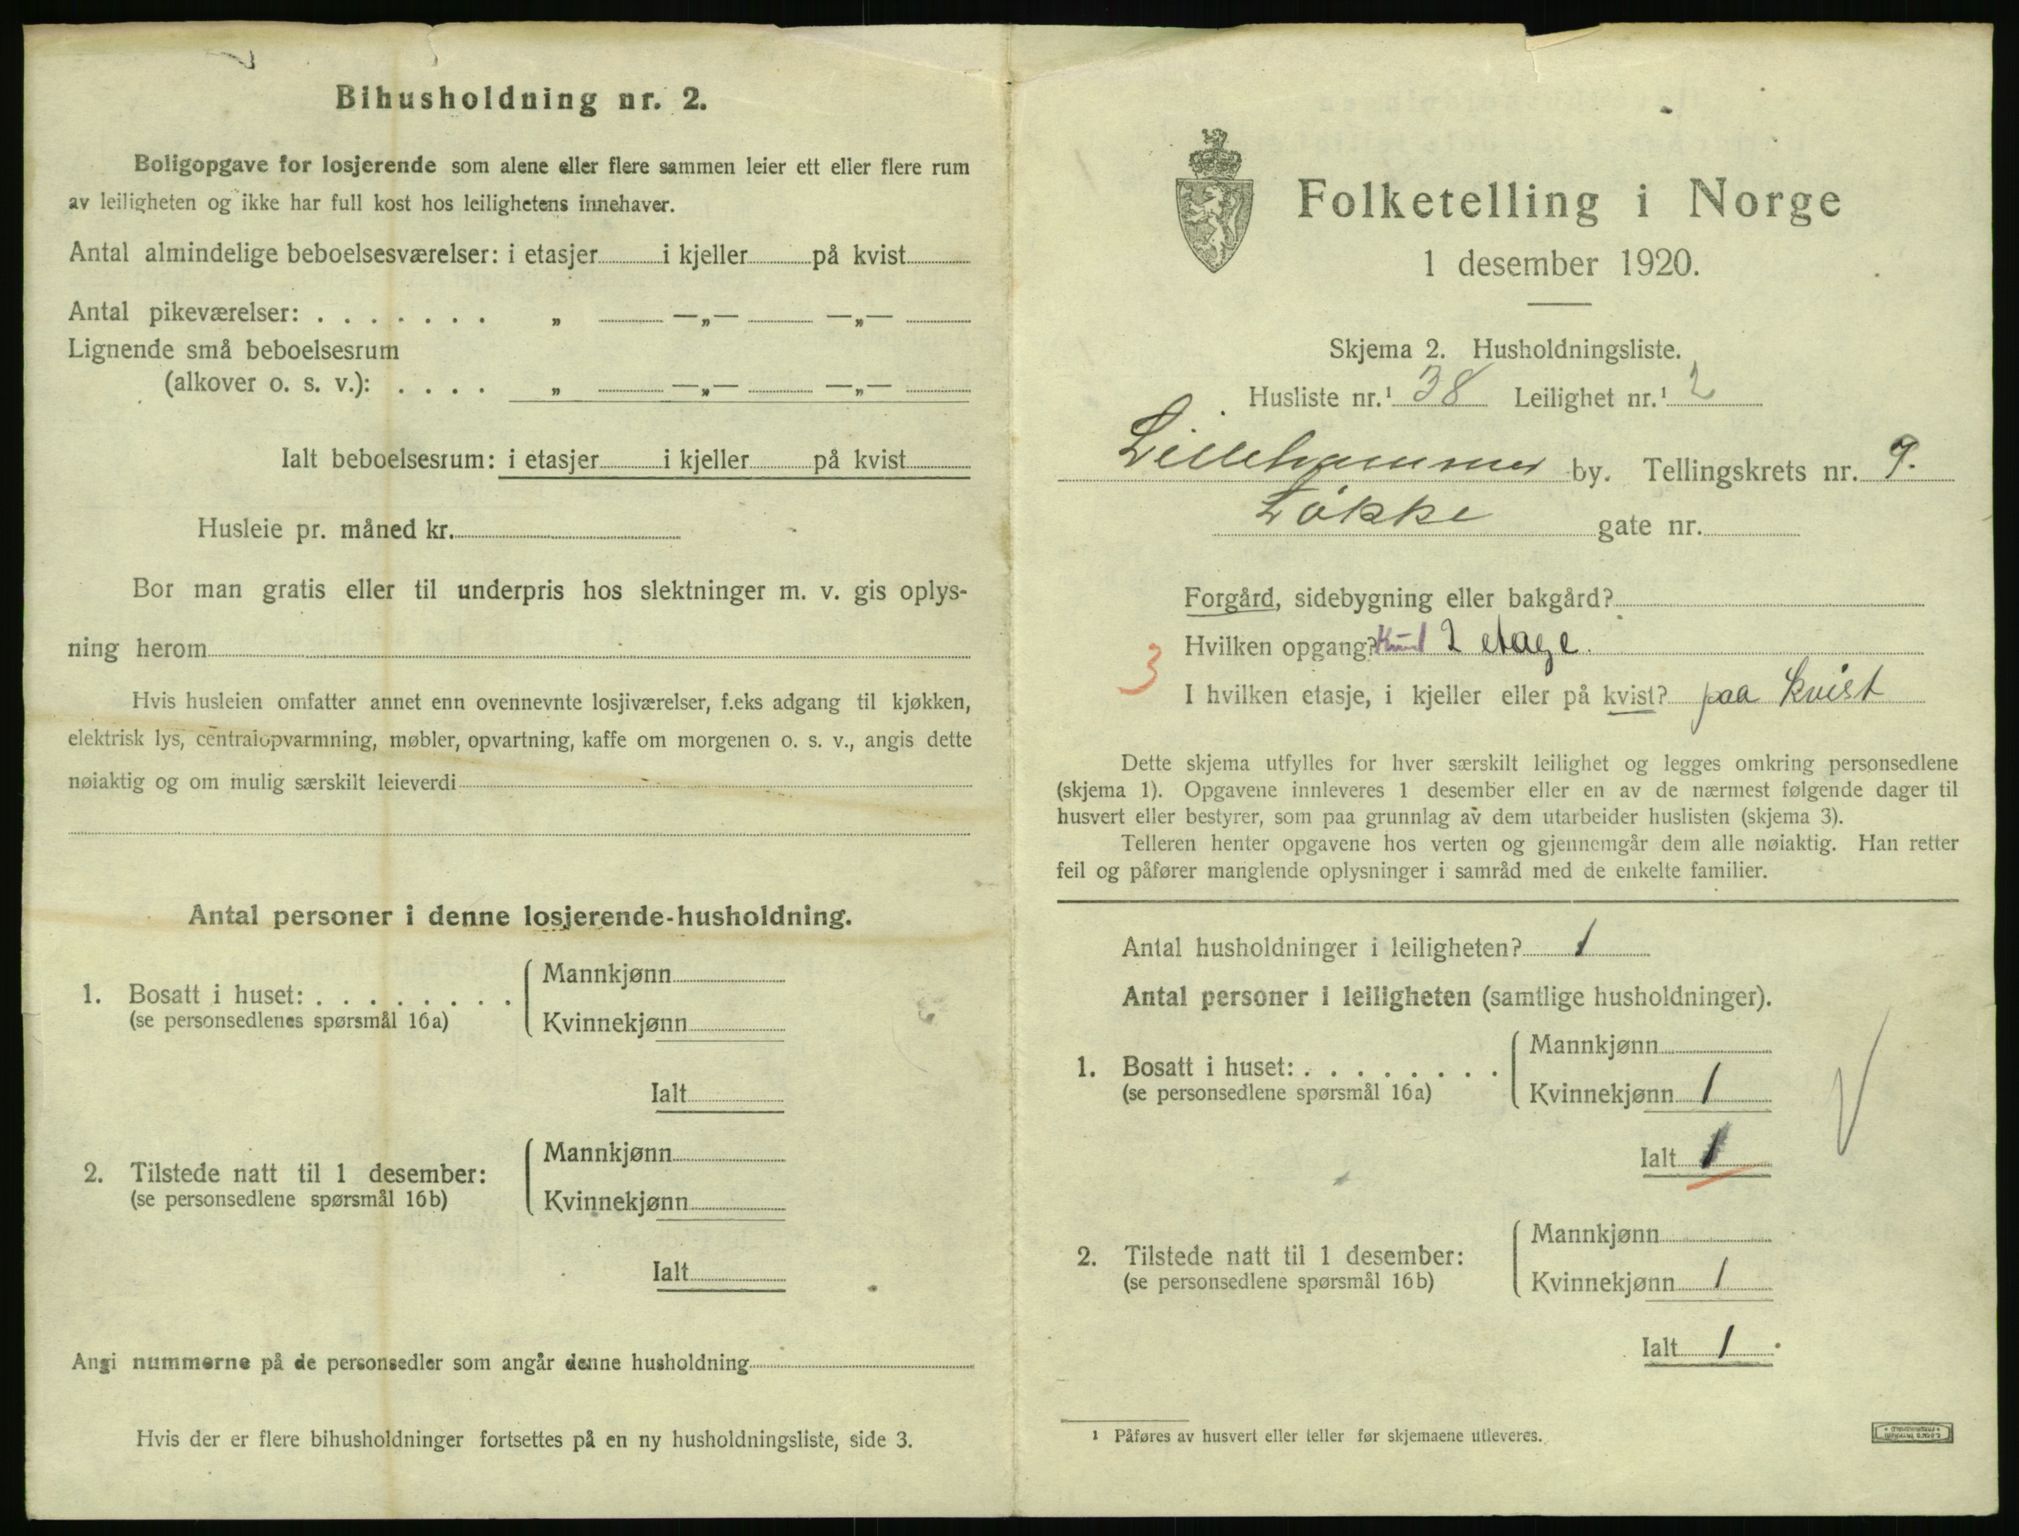 Bihusholdning nr. 2.
Boligopgave for losjerende som alene eller flere sammen leier ett eller flere rum
av leiligheten og ikke har full kost hos leilighetens innehaver.
Antal almindelige beboelsesværelser: i etasjer i kjeller på kvist
Antal pikeværelser: . . . . . . . „ —„— —„—
Lignende små beboelsesrum
(alkover o. s. v.): . . . . „ —„— —„—
Ialt beboelsesrum: i etasjer i kjeller på kvist
Husleie pr. måned kr.
Bor man gratis eller til underpris hos slektninger m. v. gis oplys-
ning herom
Hvis husleien omfatter annet enn ovennevnte losjiværelser, f.eks adgang til kjøkken,
elektrisk lys, centralopvarmning, møbler, opvartning, kaffe om morgenen o. s. v., angis dette
nøiaktig og om mulig særskilt leieverdi
Antal personer i denne losjerende-husholdning.
1. Bosatt i huset: . . . . . . . . Mannkjønn
(se personsedlenes spørsmål 16a) Kvinnekjønn
Ialt
2. Tilstede natt til 1 desember: Mannkjønn
(se personsedlene spørsmål 16b) Kvinnekjønn
Ialt
Angi nummerne på de personsedler som angår denne husholdning
Hvis der er flere bihusholdninger fortsettes på en ny husholdningsliste, side 3.
Folketelling i Norge
1 desember 1920.
Skjema 2. Husholdningsliste.
Husliste nr.¹ 38 Leilighet nr.¹ 2
Lillehammer by. Tellingskrets nr. 9.
Løkke gate nr.
Forgård, sidebygning eller bakgård?
Hvilken opgang? 2 etage.
3
I hvilken etasje, i kjeller eller på kvist? paa kvist
Dette skjema utfylles for hver særskilt leilighet og legges omkring personsedlene
(skjema 1). Opgavene innleveres 1 desember eller en av de nærmest følgende dager til
husvert eller bestyrer, som paa grunnlag av dem utarbeider huslisten (skjema 3).
Telleren henter opgavene hos verten og gjennemgår dem alle nøiaktig. Han retter
feil og påfører manglende oplysninger i samråd med de enkelte familier.
Antal husholdninger i leiligheten? 1
Antal personer i leiligheten (samtlige husholdninger).
1. Bosatt i huset: . . . . . . . . Mannkjønn
(se personsedlene spørsmål 16a) Kvinnekjønn 1
Ialt 1
2. Tilstede natt til 1 desember: Mannkjønn
(se personsedlene spørsmål 16b) Kvinnekjønn 1
Ialt 1
¹ Påføres av husvert eller teller før skjemaene utleveres.